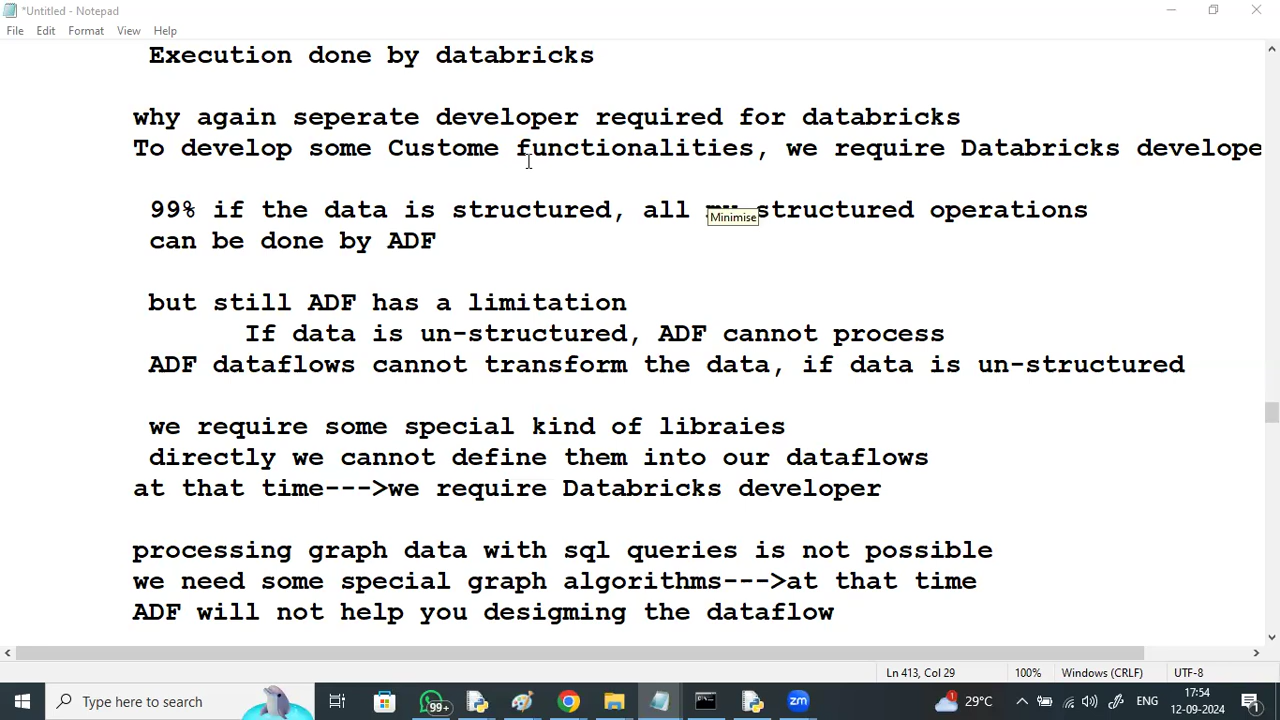 *Untitled - Notepad
File Edit Format View Help
Execution done by databricks
why again seperate developer required for databricks
To develop some Custome functionalities, we require Databricks develope
99% if the data is structured, all my structured operations
Minimise
can be done by ADF
but still ADF has a limitation
If data is un-structured, ADF cannot process
ADF dataflows cannot transform the data, if data is un-structured
we require some special kind of libraies
directly we cannot define them into our dataflows
at that time--->we require Databricks developer
processing graph data with sql queries is not possible
we need some special graph algorithms--->at that time
ADF will not help you desigming the dataflow
Ln 413, Col 29 100% Windows (CRLF) UTF-8
Type here to search 99+ zm 1 29°C ENG 17:54 1
12-09-2024